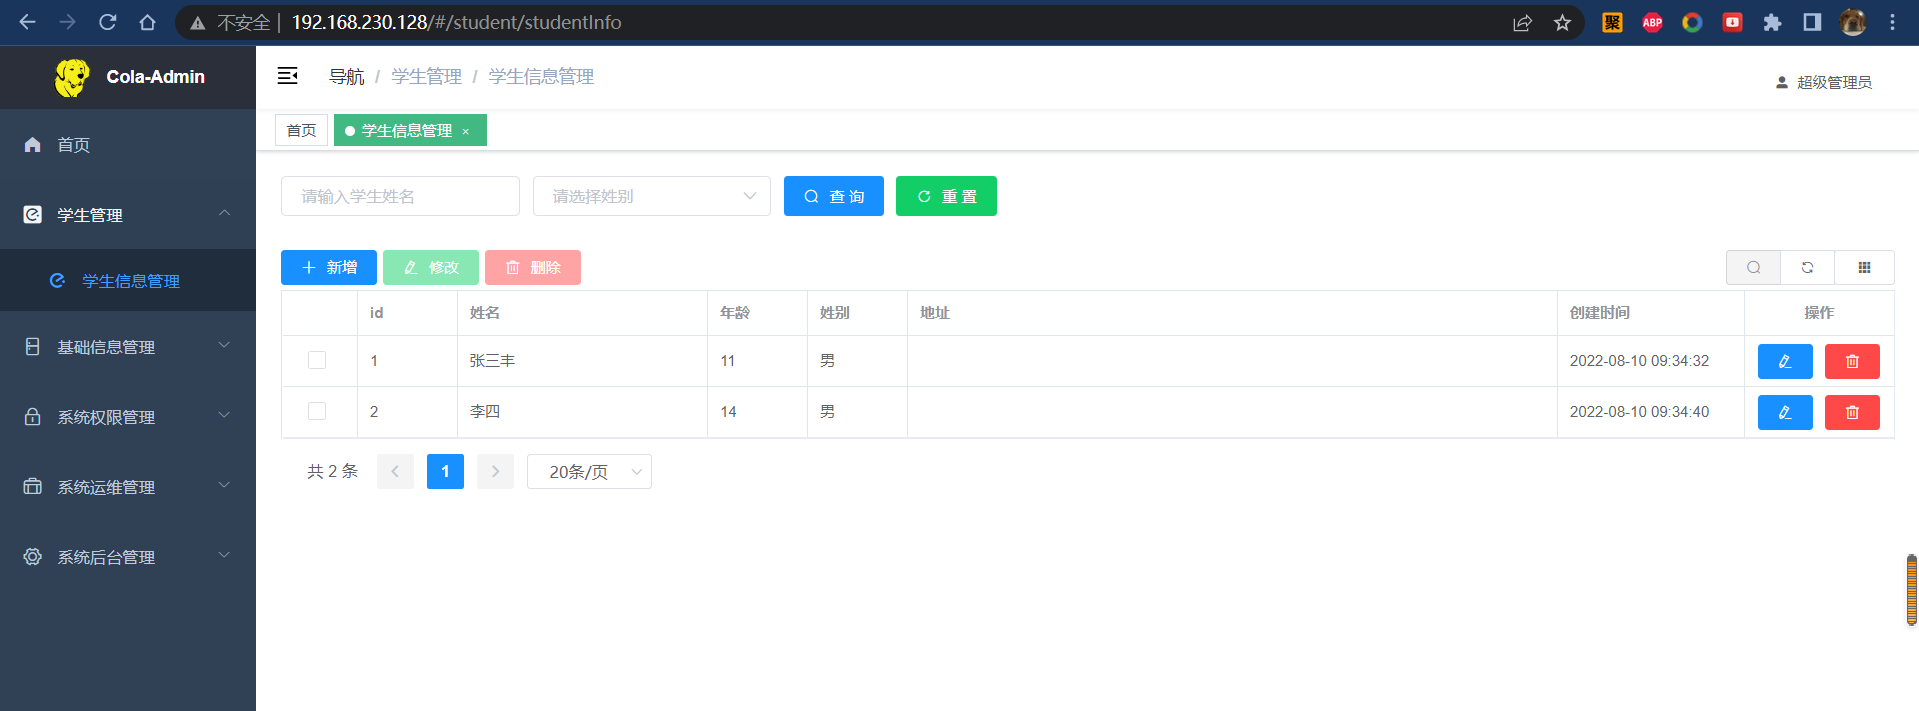 不安全 | 192.168.230.128/#/student/studentInfo
聚
ABP
Cola-Admin
导航 / 学生管理 / 学生信息管理
超级管理员
首页
学生信息管理 ×
首页
学生管理
学生信息管理
基础信息管理
系统权限管理
系统运维管理
系统后台管理
请输入学生姓名
请选择姓别
查 询
重 置
新增
修改
删除
id 姓名 年龄 姓别 地址 创建时间 操作
1 张三丰 11 男 2022-08-10 09:34:32
2 李四 14 男 2022-08-10 09:34:40
共 2 条
1
20条/页